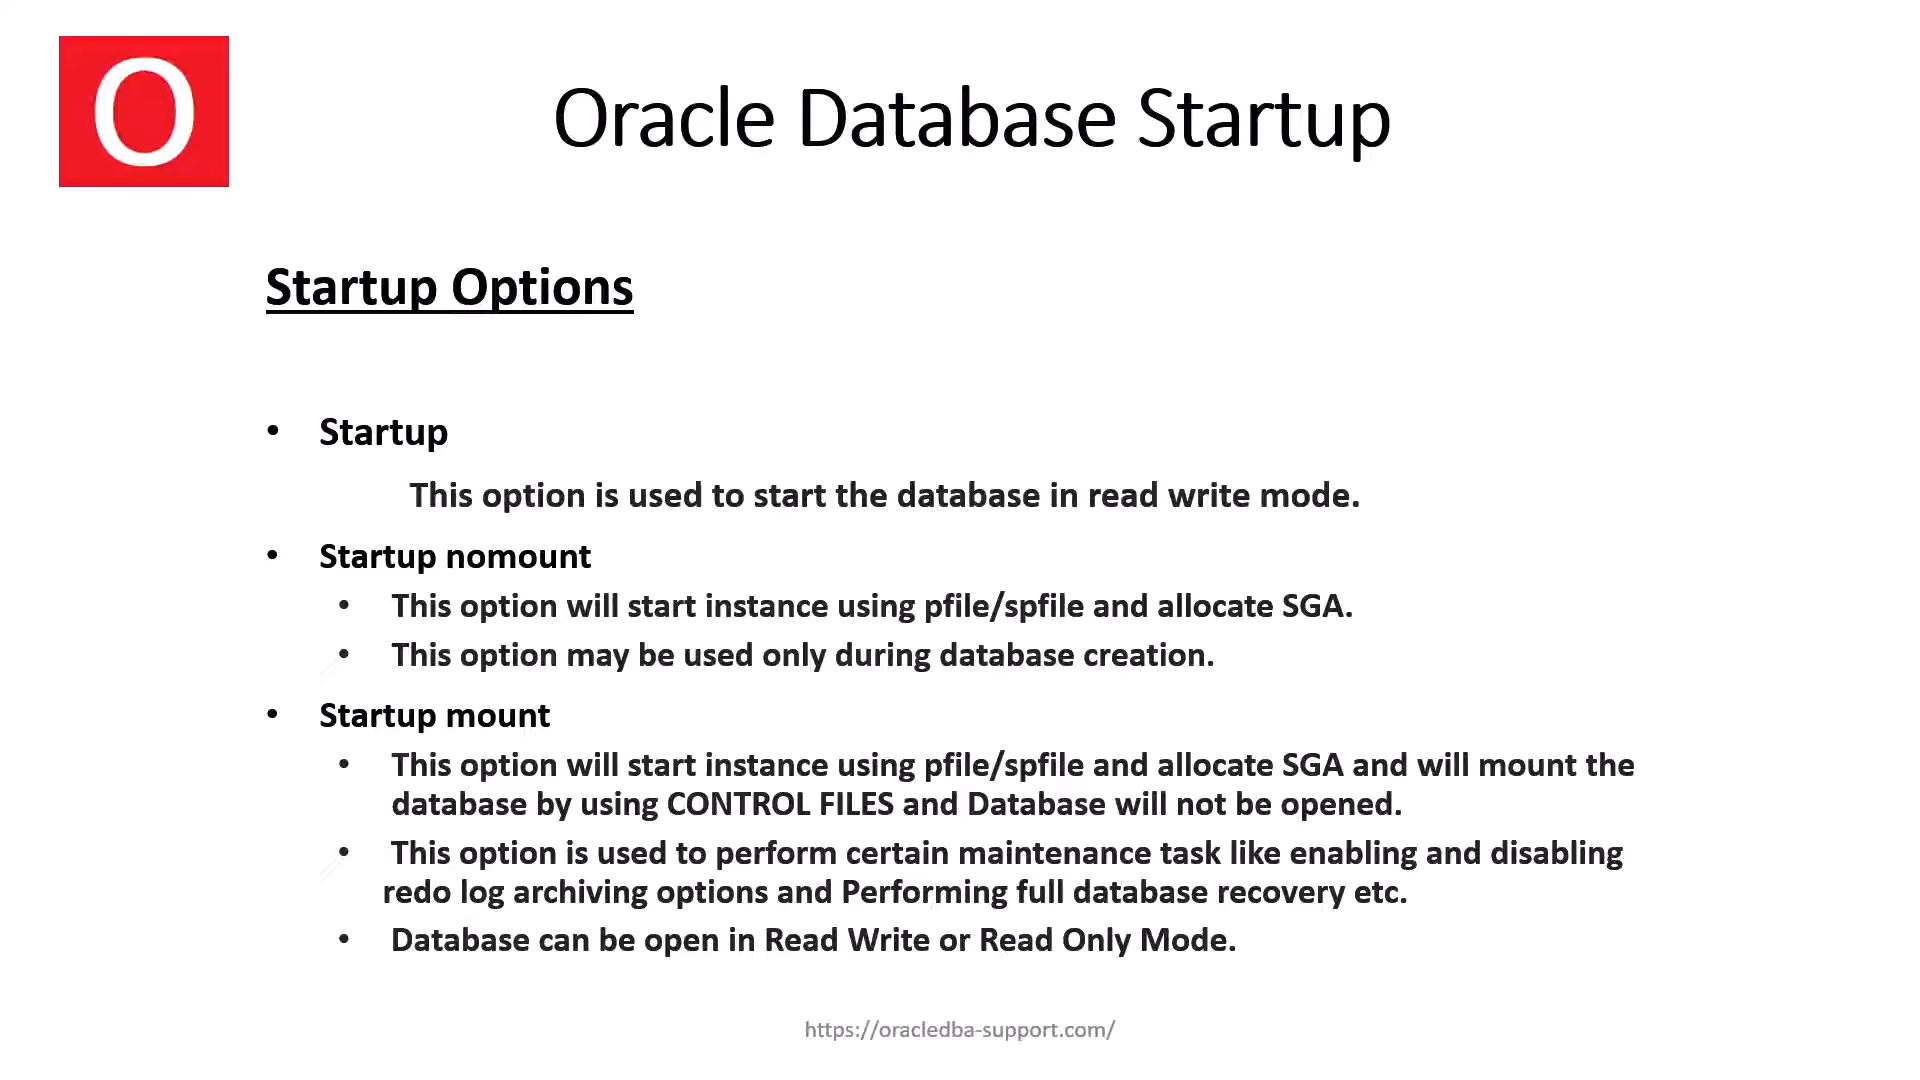 O
Oracle Database Startup
Startup Options
• Startup
This option is used to start the database in read write mode.
• Startup nomount
• This option will start instance using pfile/spfile and allocate SGA.
• This option may be used only during database creation.
• Startup mount
• This option will start instance using pfile/spfile and allocate SGA and will mount the
database by using CONTROL FILES and Database will not be opened.
• This option is used to perform certain maintenance task like enabling and disabling
redo log archiving options and Performing full database recovery etc.
• Database can be open in Read Write or Read Only Mode.
https://oracledba-support.com/